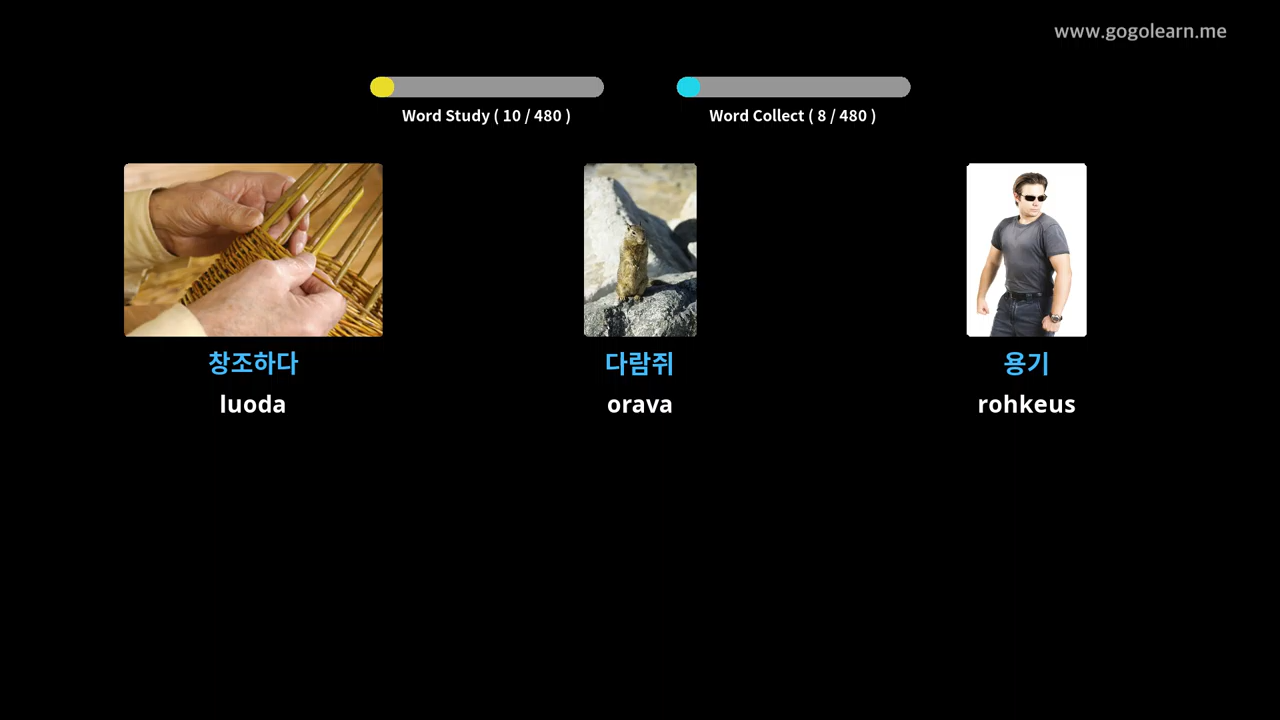 www.gogolearn.me
Word Study ( 10 / 480 )
Word Collect ( 8 / 480 )
창조하다
다람쥐
용기
luoda
orava
rohkeus